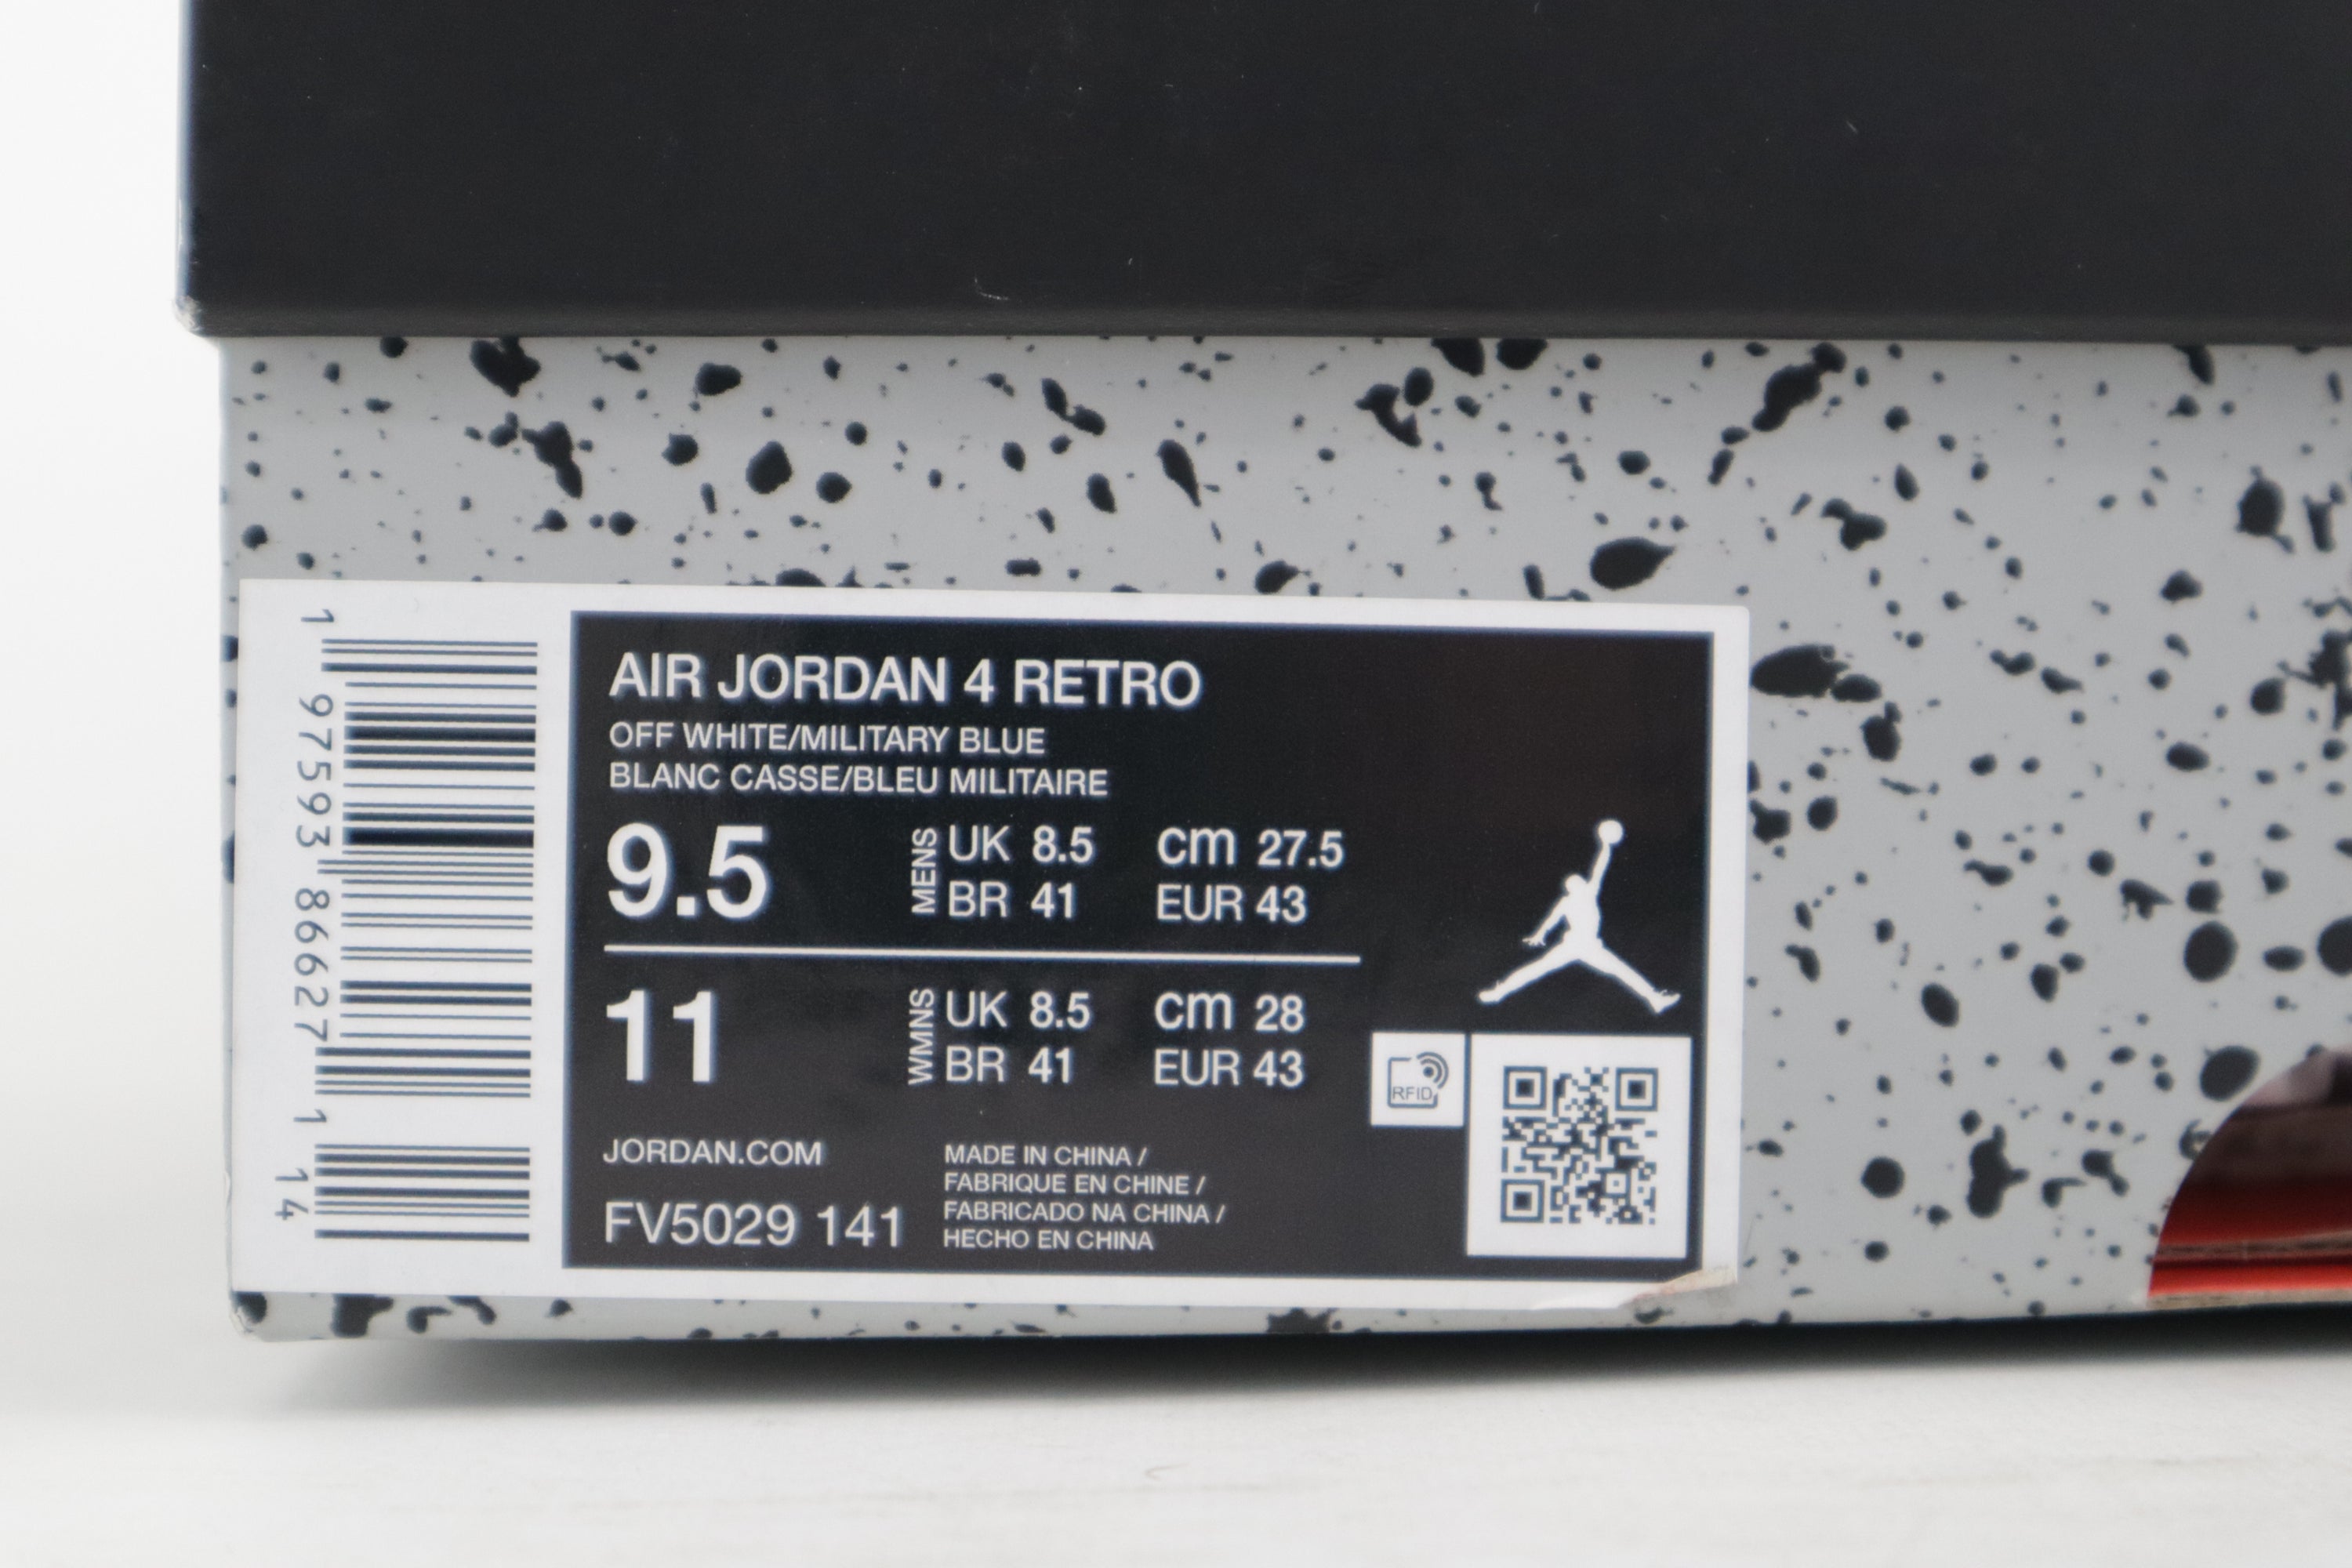 1 97593 86627 1
14
AIR JORDAN 4 RETRO
OFF WHITE/MILITARY BLUE
BLANC CASSE/BLEU MILITAIRE
9.5 MENS UK 8.5 cm 27.5
BR 41 EUR 43
11 WMNS UK 8.5 cm 28
BR 41 EUR 43
RFID
JORDAN.COM
FV5029 141
MADE IN CHINA /
FABRIQUE EN CHINE /
FABRICADO NA CHINA /
HECHO EN CHINA